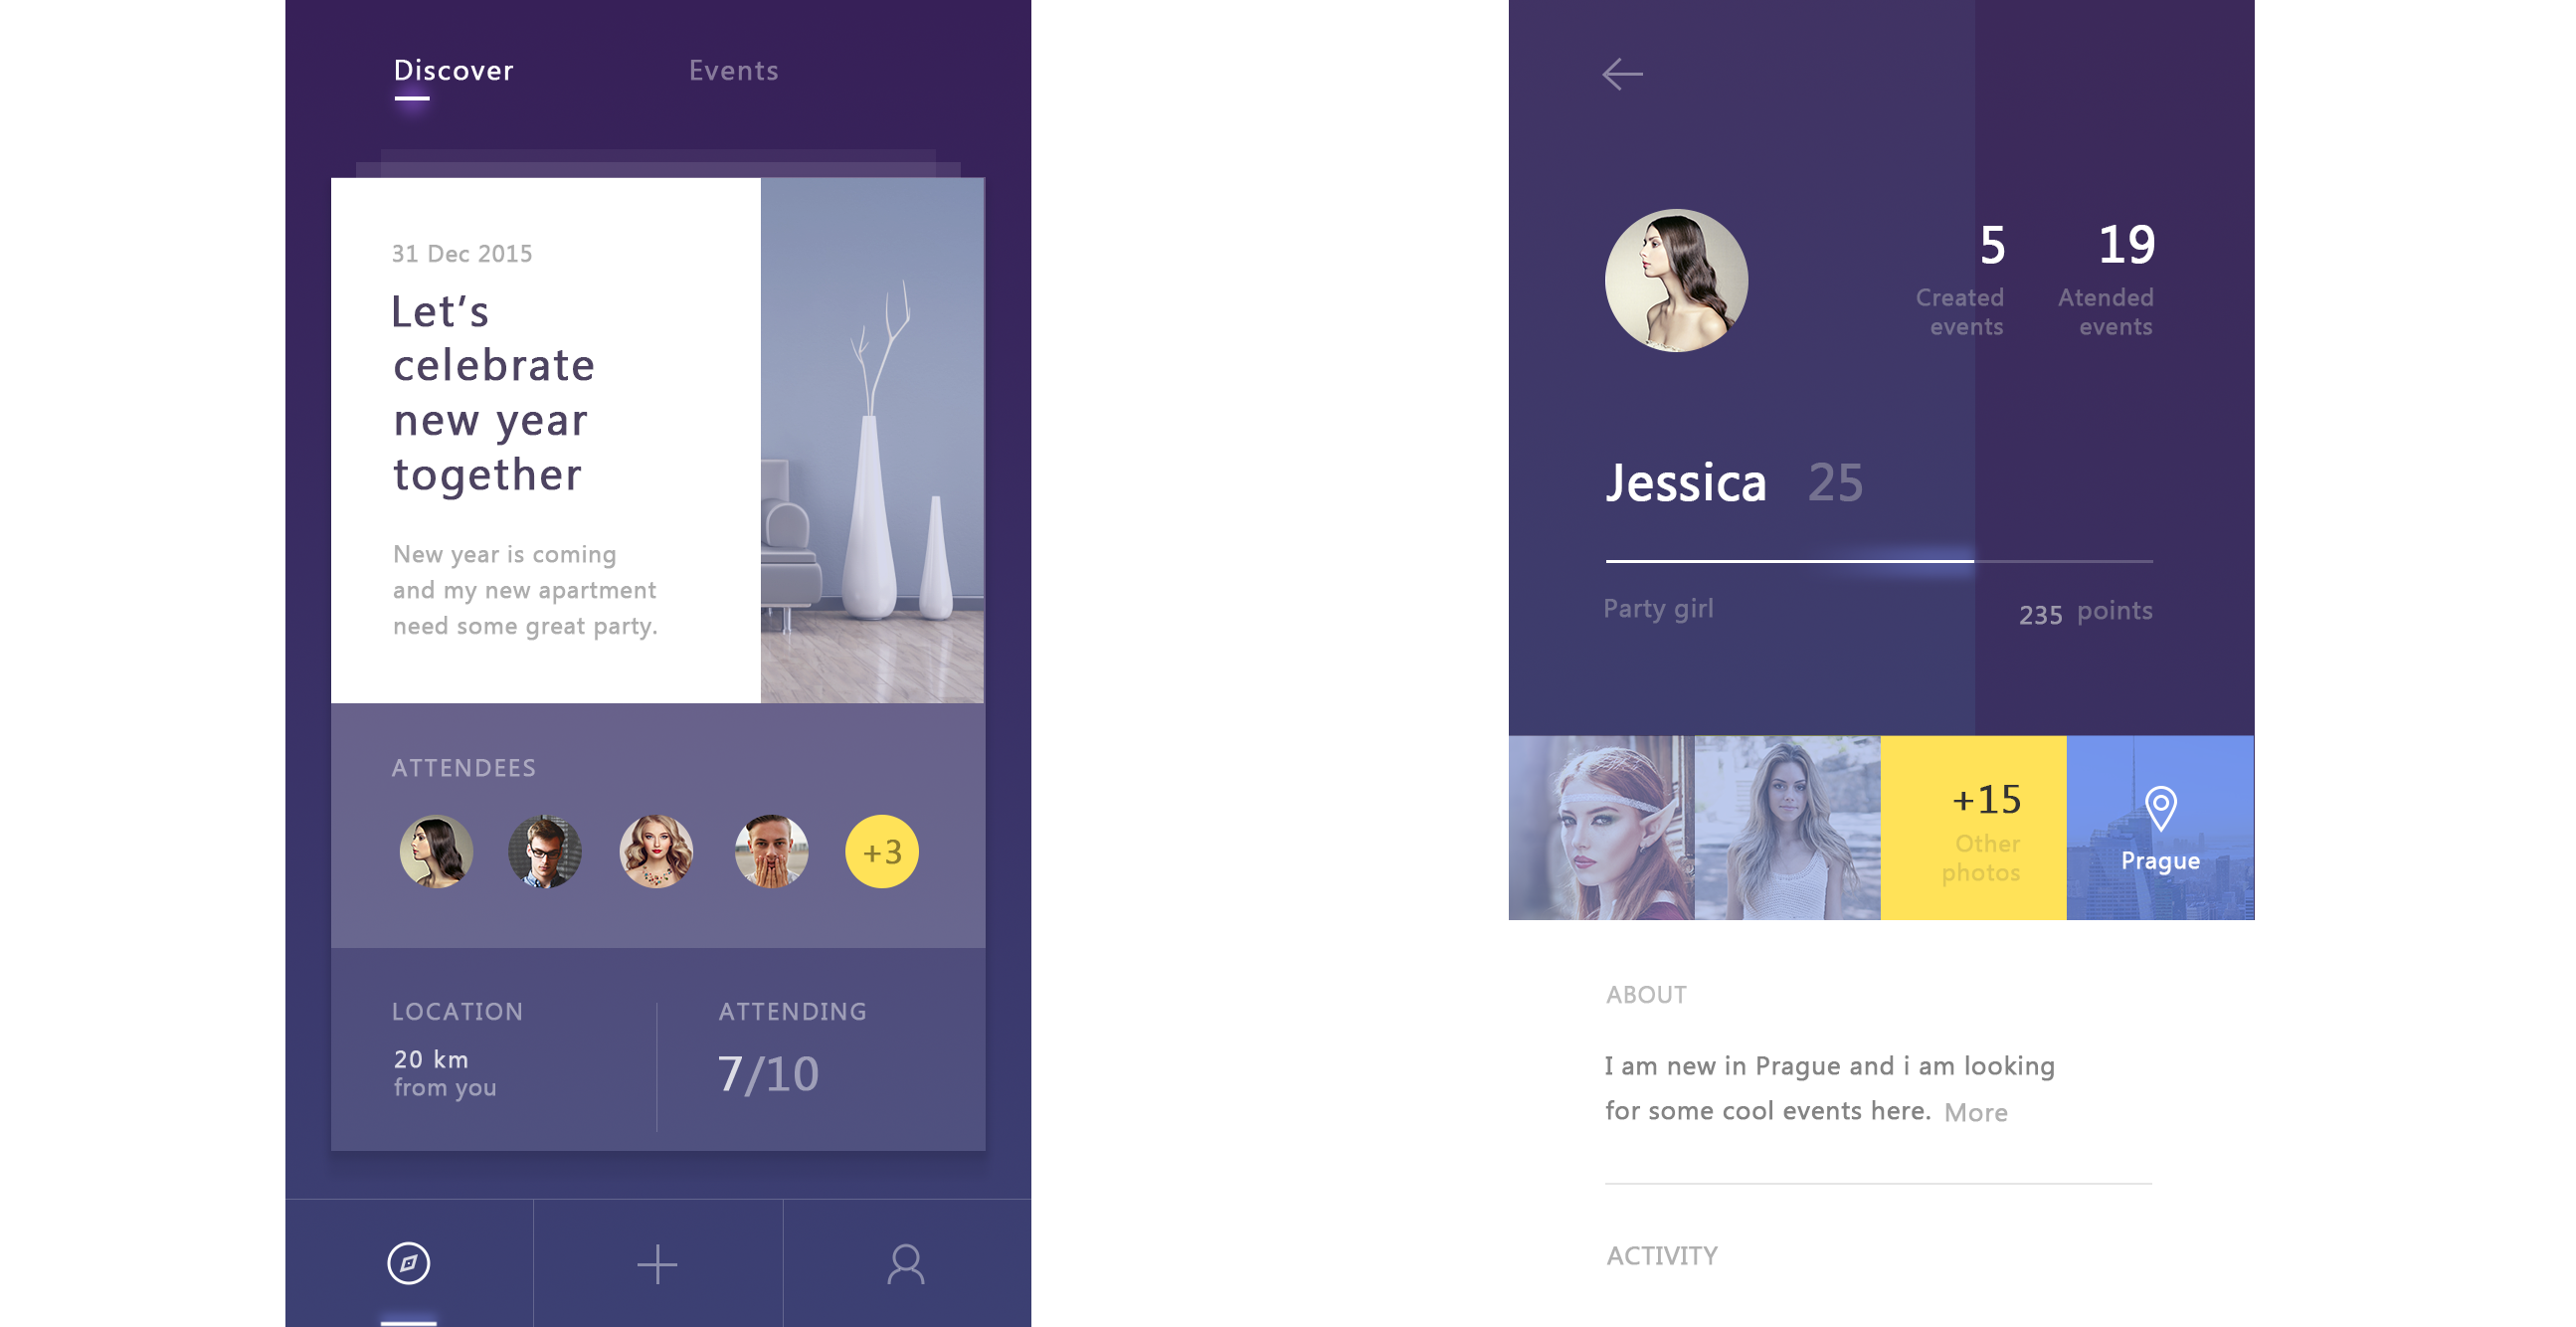 Discover
Events
31 Dec 2015
Let's
celebrate
new year
together
New year is coming
and my new apartment
need some great party.
ATTENDEES
+3
LOCATION
20 km
from you
ATTENDING
7/10
5
Created
events
19
Atended
events
Jessica 25
Party girl
235 points
+15
Other
photos
Prague
ABOUT
I am new in Prague and i am looking
for some cool events here. More
ACTIVITY